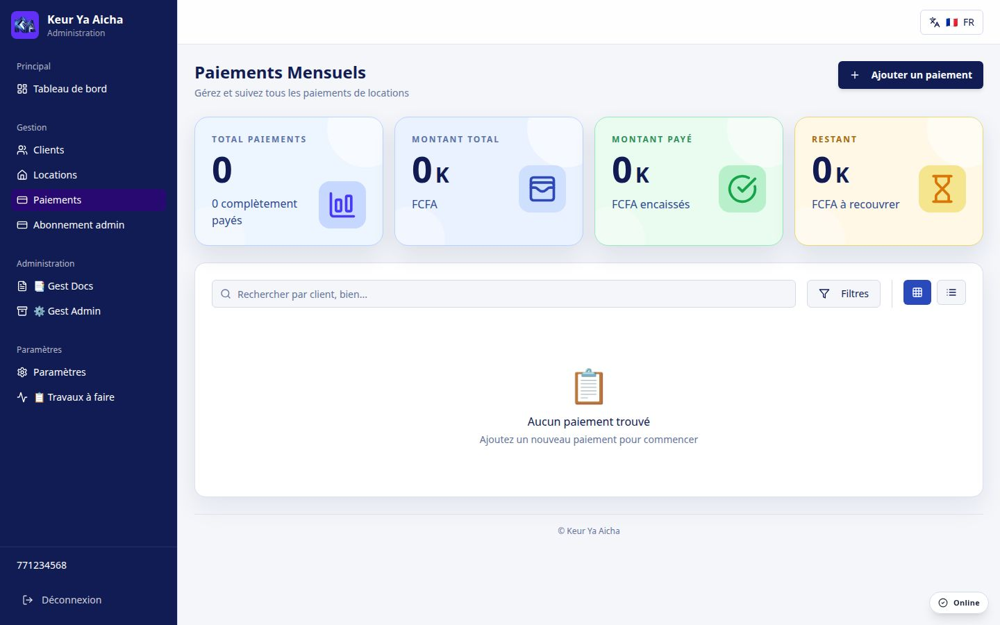 Keur Ya Aicha
Administration
Principal
Tableau de bord
Gestion
Clients
Locations
Paiements
Abonnement admin
Administration
📑 Gest Docs
⚙️ Gest Admin
Paramètres
Paramètres
📋 Travaux à faire
771234568
Déconnexion
🇫🇷 FR
Paiements Mensuels
Gérez et suivez tous les paiements de locations
Ajouter un paiement
TOTAL PAIEMENTS
0
0 complètement
payés
MONTANT TOTAL
0 K
FCFA
MONTANT PAYÉ
0 K
FCFA encaissés
RESTANT
0 K
FCFA à recouvrer
Rechercher par client, bien...
Filtres
📋
Aucun paiement trouvé
Ajoutez un nouveau paiement pour commencer
© Keur Ya Aicha
Online